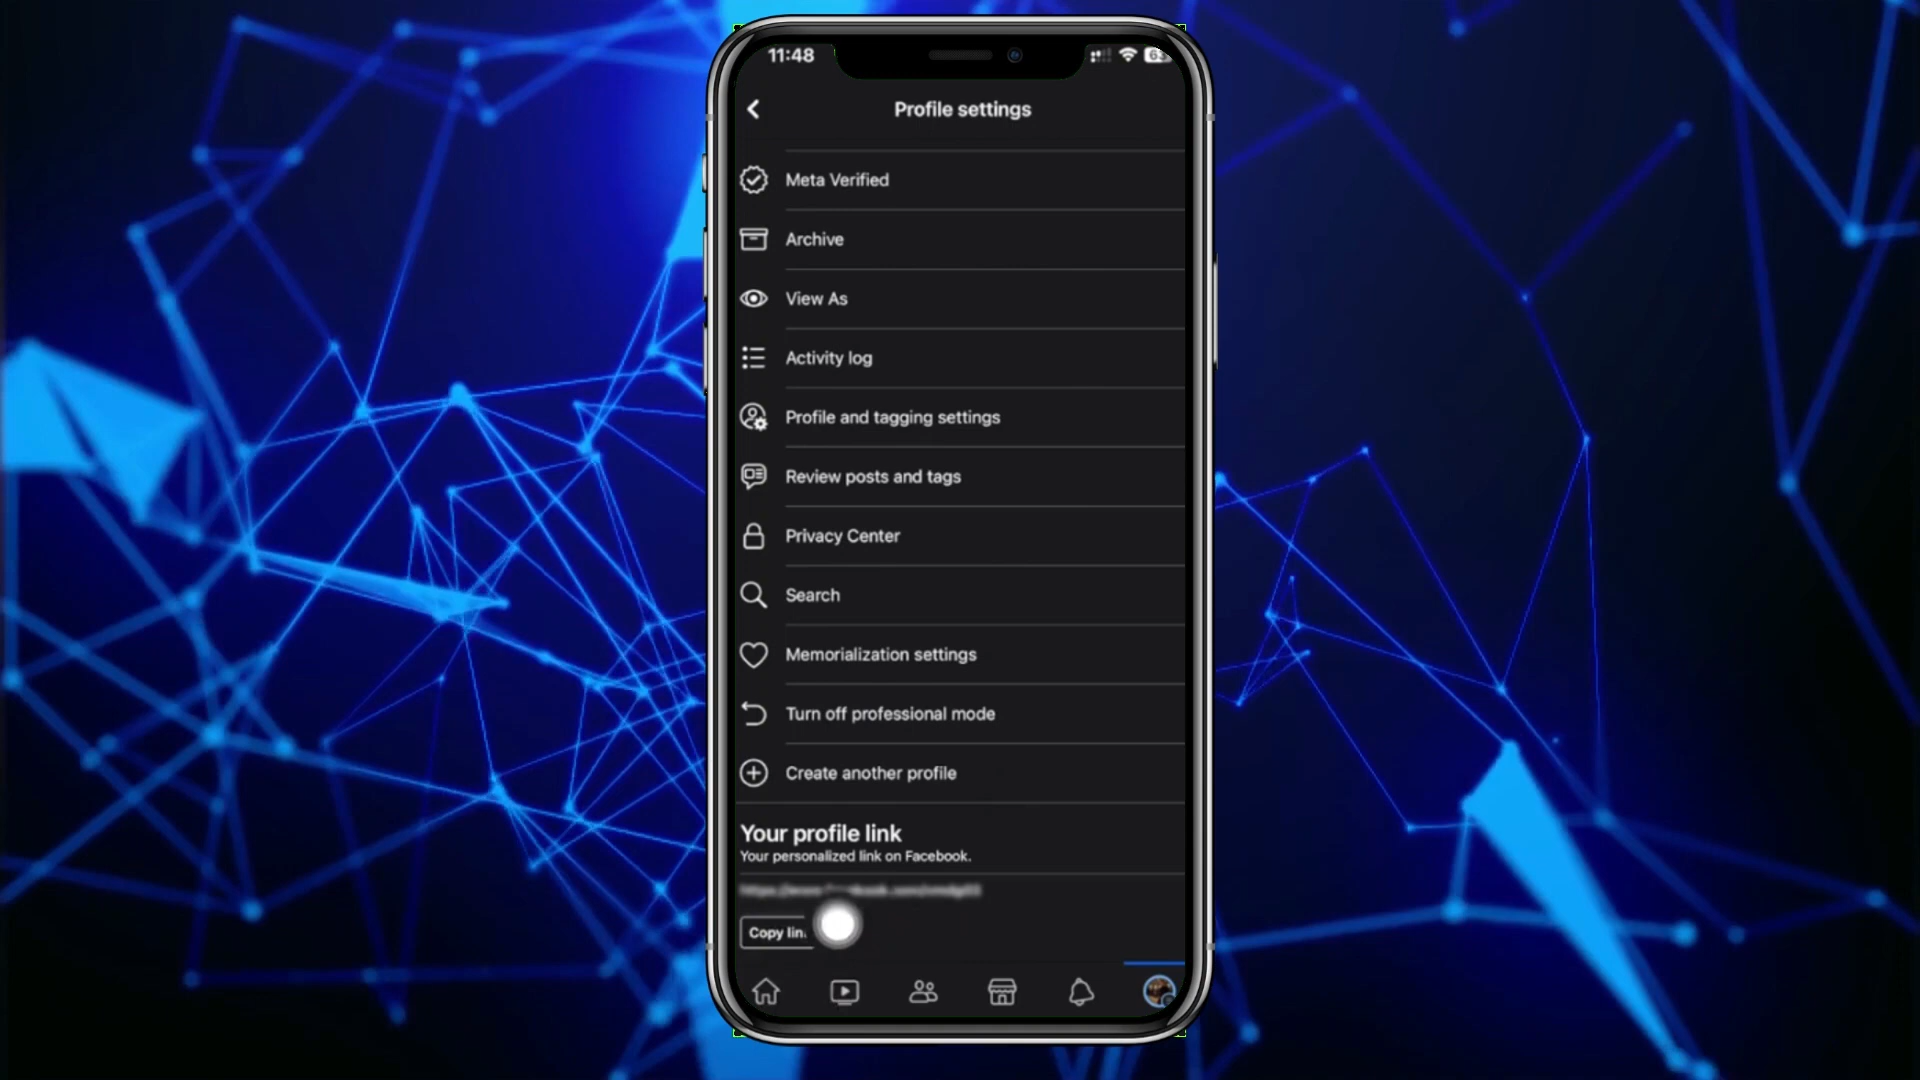 11:48
Profile settings
Meta Verified
Archive
View As
Activity log
Profile and tagging settings
Review posts and tags
Privacy Center
Search
Memorialization settings
Turn off professional mode
Create another profile
Your profile link
Your personalized link on Facebook.
Copy lin